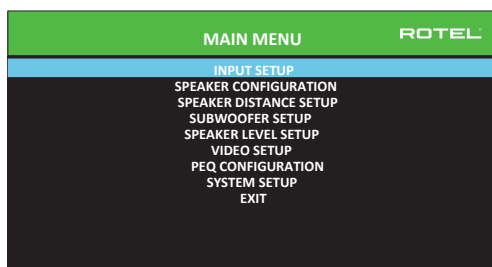 MAIN MENU
ROTEL
INPUT SETUP
SPEAKER CONFIGURATION
SPEAKER DISTANCE SETUP
SUBWOOFER SETUP
SPEAKER LEVEL SETUP
VIDEO SETUP
PEQ CONFIGURATION
SYSTEM SETUP
EXIT